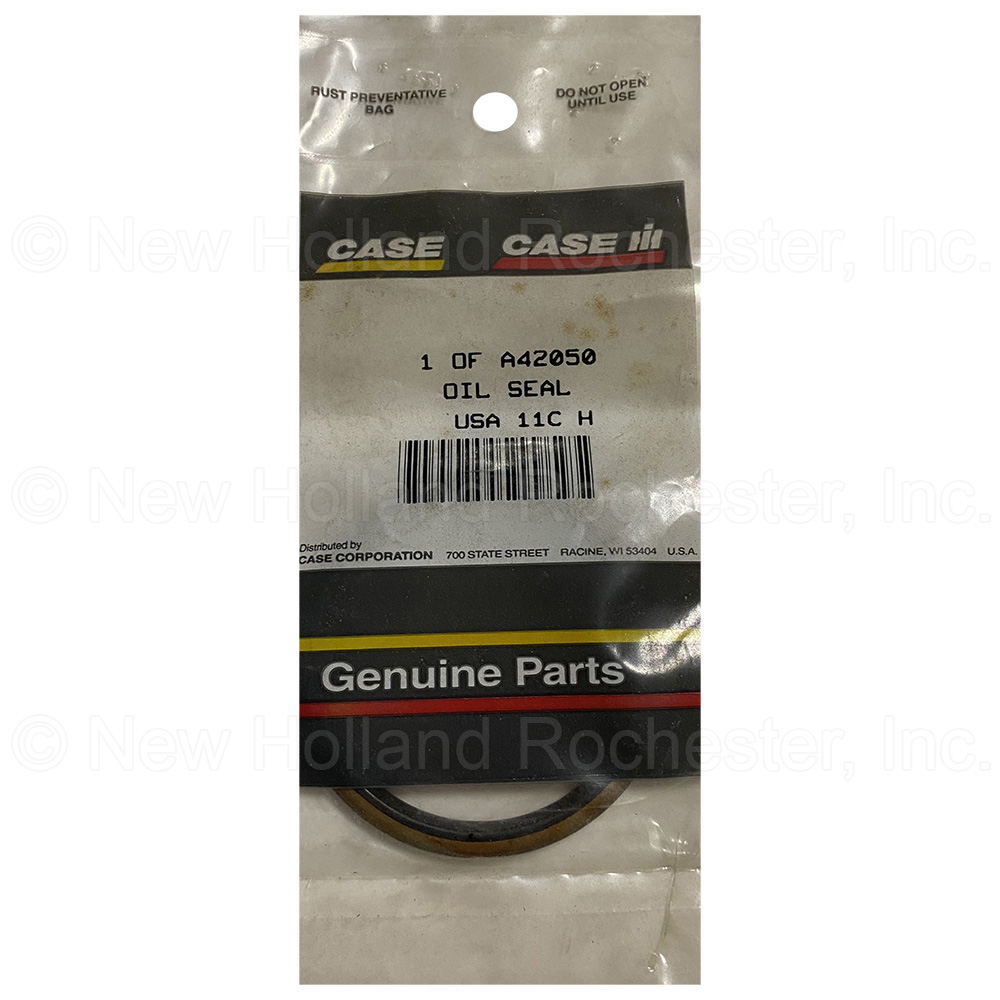 RUST PREVENTATIVE
BAG
DO NOT OPEN
UNTIL USE
© New Holland Rochester, Inc.
CASE
CASE IH
1 OF A42050
OIL SEAL
USA 11C H
© New Holland Rochester, Inc.
Distributed by
CASE CORPORATION 700 STATE STREET RACINE, WI 53404 U.S.A.
Genuine Parts
© New Holland Rochester, Inc.